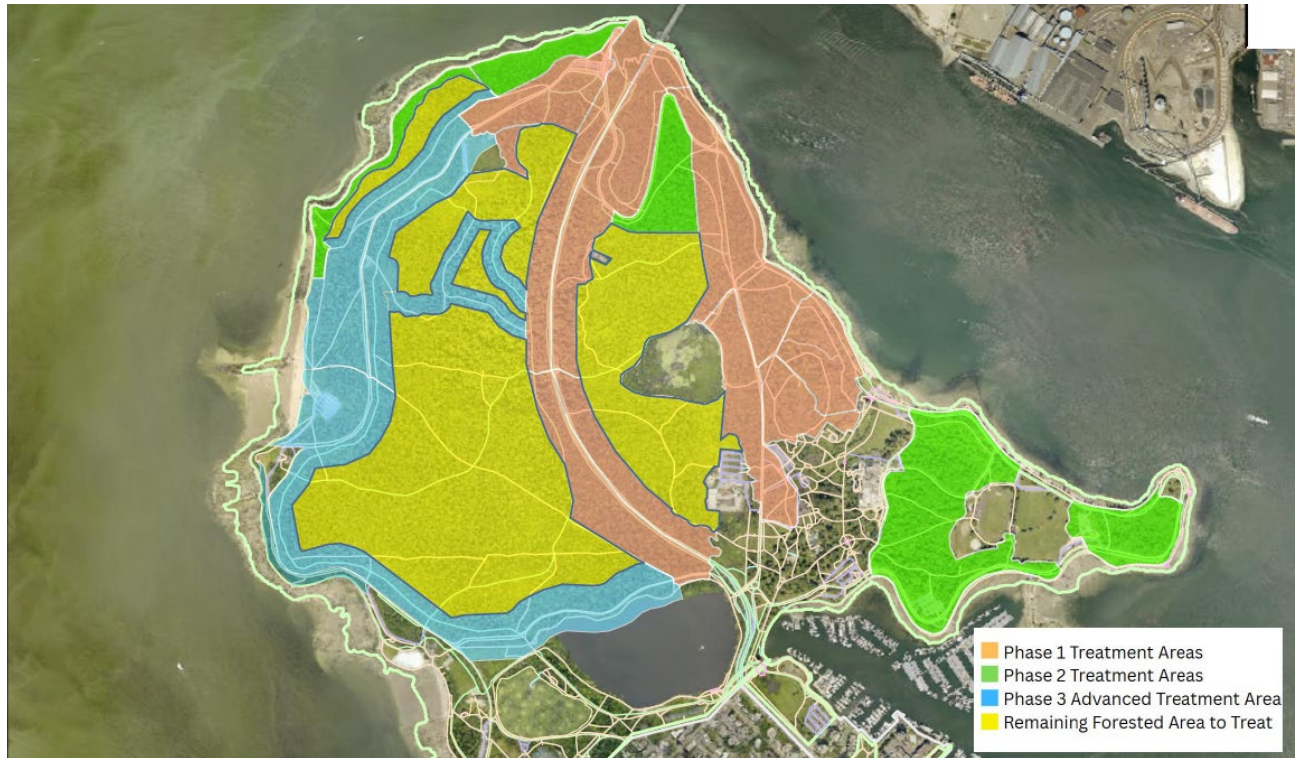 Phase 1 Treatment Areas
Phase 2 Treatment Areas
Phase 3 Advanced Treatment Area
Remaining Forested Area to Treat